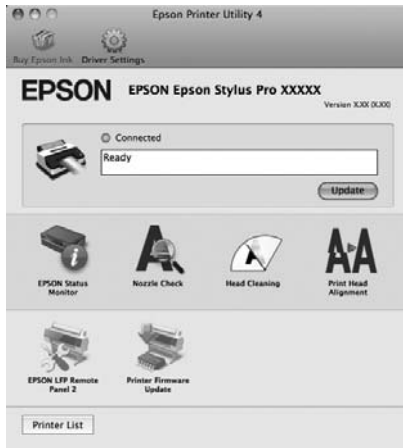 Epson Printer Utility 4
Buy Epson Ink Driver Settings
EPSON EPSON Epson Stylus Pro XXXXX
Version X.XX (X.XX)
Connected
Ready
Update
EPSON Status Monitor
Nozzle Check
Head Cleaning
Print Head Alignment
EPSON LFP Remote Panel 2
Printer Firmware Update
Printer List